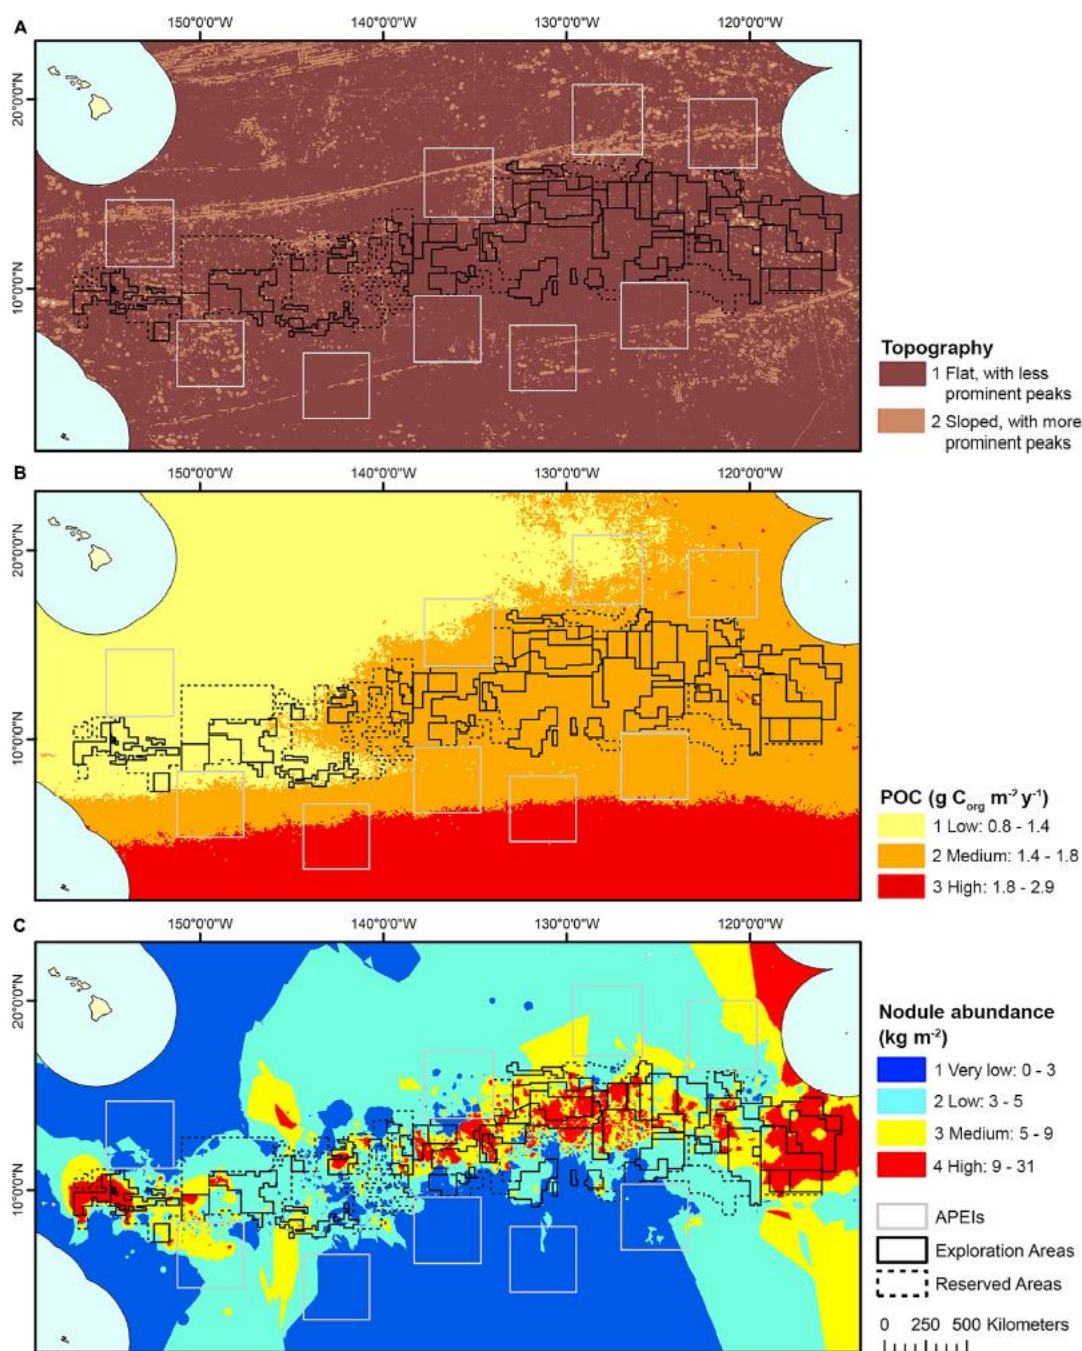 A
150°0'0"W 140°0'0"W 130°0'0"W 120°0'0"W
20°0'0"N
10°0'0"N
Topography
1 Flat, with less
prominent peaks
2 Sloped, with more
prominent peaks
B
150°0'0"W 140°0'0"W 130°0'0"W 120°0'0"W
20°0'0"N
10°0'0"N
POC (g C_org m⁻² y⁻¹)
1 Low: 0.8 - 1.4
2 Medium: 1.4 - 1.8
3 High: 1.8 - 2.9
C
150°0'0"W 140°0'0"W 130°0'0"W 120°0'0"W
20°0'0"N
10°0'0"N
Nodule abundance
(kg m⁻²)
1 Very low: 0 - 3
2 Low: 3 - 5
3 Medium: 5 - 9
4 High: 9 - 31
APEIs
Exploration Areas
Reserved Areas
0 250 500 Kilometers